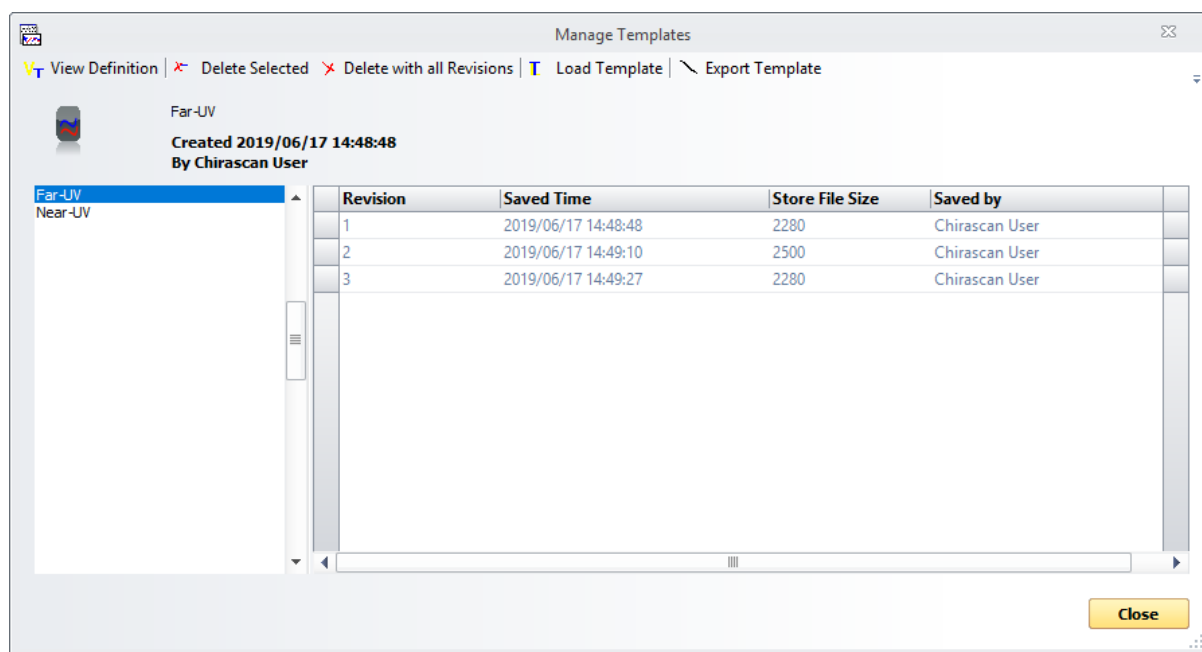 Manage Templates
View Definition Delete Selected Delete with all Revisions Load Template Export Template
Far-UV
Created 2019/06/17 14:48:48
By Chirascan User
Far-UV
Near-UV
Revision Saved Time Store File Size Saved by
1 2019/06/17 14:48:48 2280 Chirascan User
2 2019/06/17 14:49:10 2500 Chirascan User
3 2019/06/17 14:49:27 2280 Chirascan User
Close